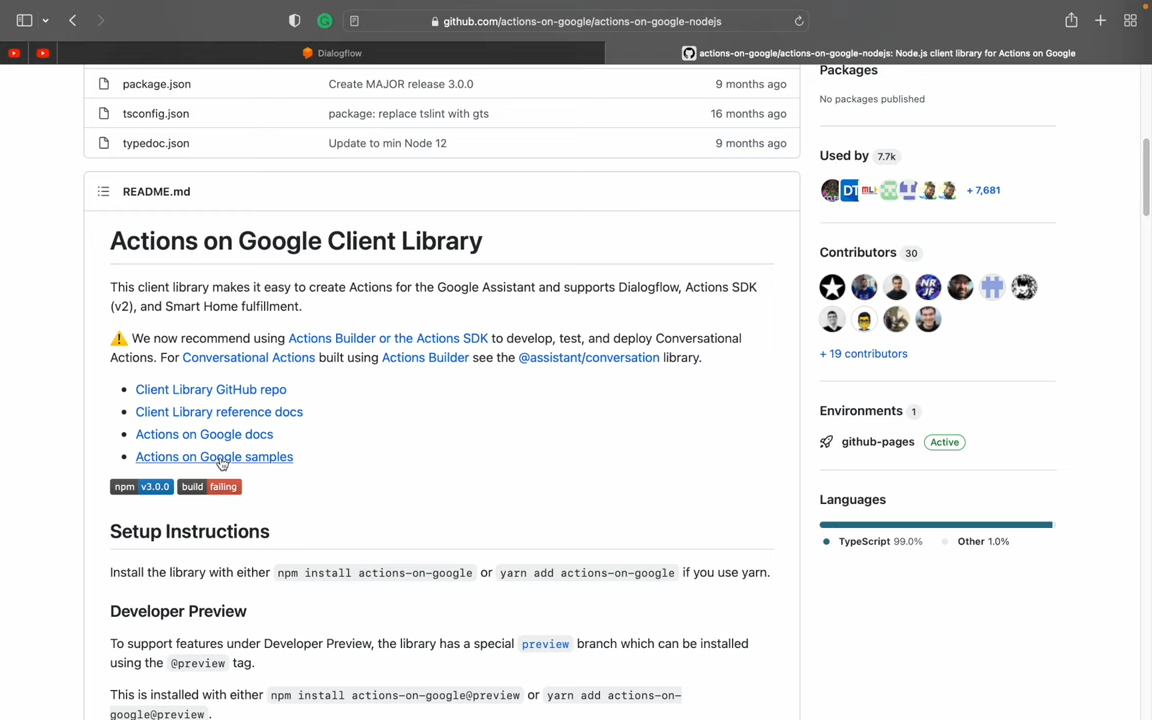 github.com/actions-on-google/actions-on-google-nodejs
Dialogflow
actions-on-google/actions-on-google-nodejs: Node.js client library for Actions on Google
package.json Create MAJOR release 3.0.0 9 months ago
tsconfig.json package: replace tslint with gts 16 months ago
typedoc.json Update to min Node 12 9 months ago
README.md
Actions on Google Client Library
This client library makes it easy to create Actions for the Google Assistant and supports Dialogflow, Actions SDK
(v2), and Smart Home fulfillment.
We now recommend using Actions Builder or the Actions SDK to develop, test, and deploy Conversational
Actions. For Conversational Actions built using Actions Builder see the @assistant/conversation library.
Client Library GitHub repo
Client Library reference docs
Actions on Google docs
Actions on Google samples
npm v3.0.0 build failing
Setup Instructions
Install the library with either npm install actions-on-google or yarn add actions-on-google if you use yarn.
Developer Preview
To support features under Developer Preview, the library has a special preview branch which can be installed
using the @preview tag.
This is installed with either npm install actions-on-google@preview or yarn add actions-on-
google@preview .
Packages
No packages published
Used by 7.7k
DT
+ 7,681
Contributors 30
NR
JF
+ 19 contributors
Environments 1
github-pages Active
Languages
TypeScript 99.0% Other 1.0%